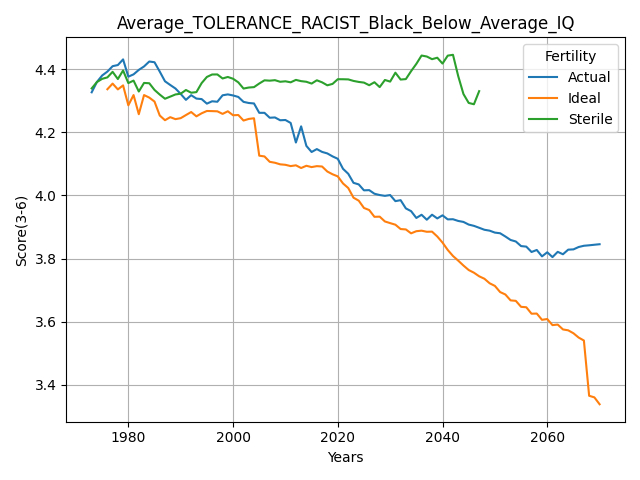 Average_TOLERANCE_RACIST_Black_Below_Average_IQ
Fertility
Actual
Ideal
Sterile
Score(3-6)
4.4
4.2
4.0
3.8
3.6
3.4
1980 2000 2020 2040 2060
Years